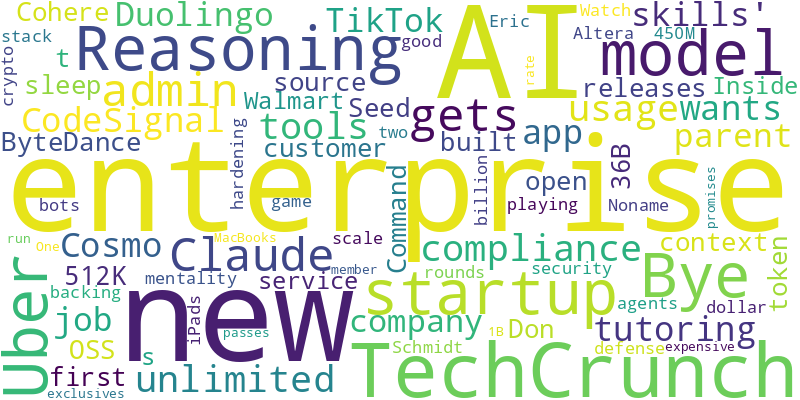 Cohere Duolingo TikTok Eric AI Watch skills'
stack good Altera 450M
crypto t Reasoning rate model
sleep admin source releases Inside
Walmart Seed gets usage wants
CodeSignal tools two app parent
ByteDance hardening customer built 36B
enterprise
bots game Command billion open playing Noname promises
run One MacBooks scale
Cosmo Claude compliance context
512K mentality service member rounds security Bye token
Uber backing new iPads startup agents dollar
job company Don tutoring
OSS s passes Schmidt 1B defense expensive
first unlimited TechCrunch
exclusives